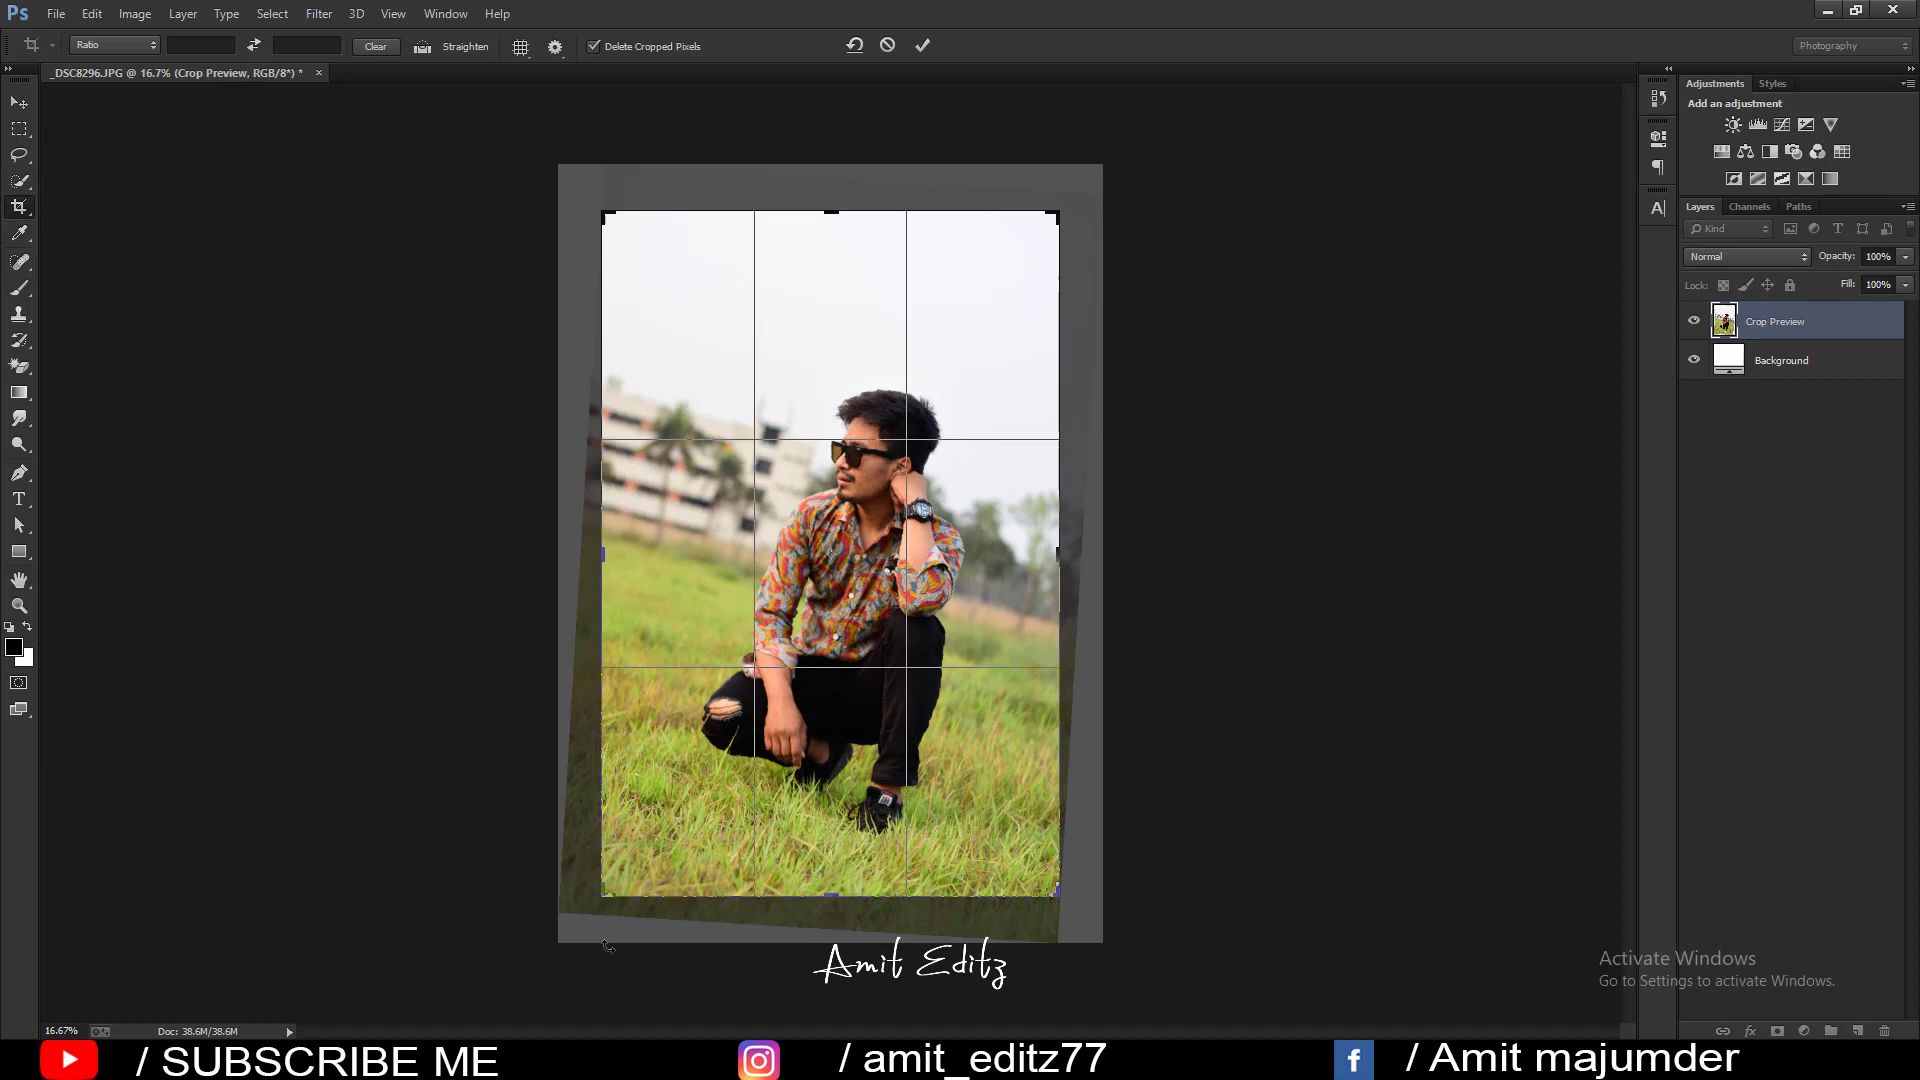 Ps File Edit Image Layer Type Select Filter 3D View Window Help
Ratio Clear Straighten Delete Cropped Pixels Photography
_DSC8296.JPG @ 16.7% (Crop Preview, RGB/8*) * ×
Adjustments Styles
Add an adjustment
Layers Channels Paths
Kind
Normal Opacity: 100%
Lock: Fill: 100%
Crop Preview
Background
Amit Editz
Activate Windows
Go to Settings to activate Windows.
16.67% Doc: 38.6M/38.6M
/ SUBSCRIBE ME / amit_editz77 / Amit majumder